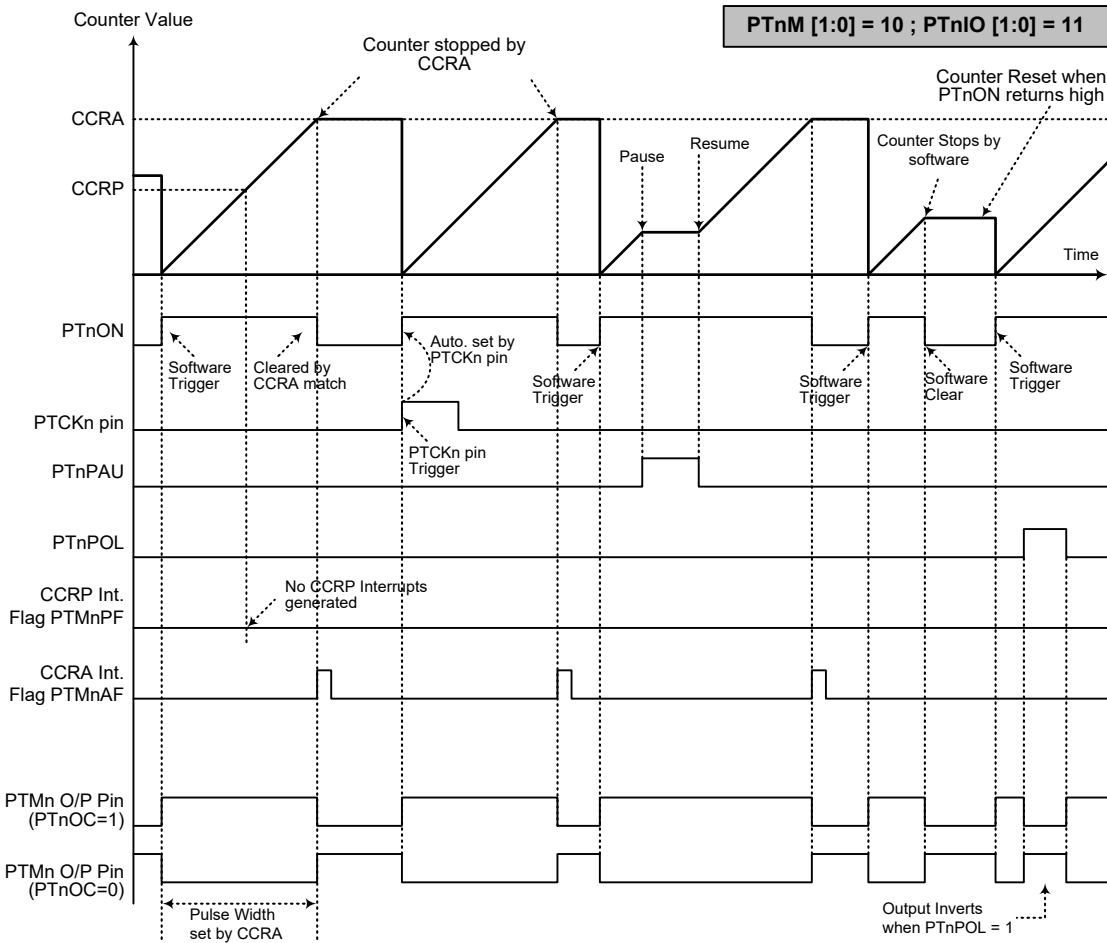 Counter Value
PTnM [1:0] = 10 ; PTnIO [1:0] = 11
Counter stopped by
CCRA
Counter Reset when
PTnON returns high
CCRA
Pause
Resume
Counter Stops by
software
CCRP
Time
PTnON
Software
Trigger
Cleared by
CCRA match
Auto. set by
PTCKn pin
Software
Trigger
Software
Trigger
Software
Clear
Software
Trigger
PTCKn pin
PTCKn pin
Trigger
PTnPAU
PTnPOL
CCRP Int.
Flag PTMnPF
No CCRP Interrupts
generated
CCRA Int.
Flag PTMnAF
PTMn O/P Pin
(PTnOC=1)
PTMn O/P Pin
(PTnOC=0)
Pulse Width
set by CCRA
Output Inverts
when PTnPOL = 1